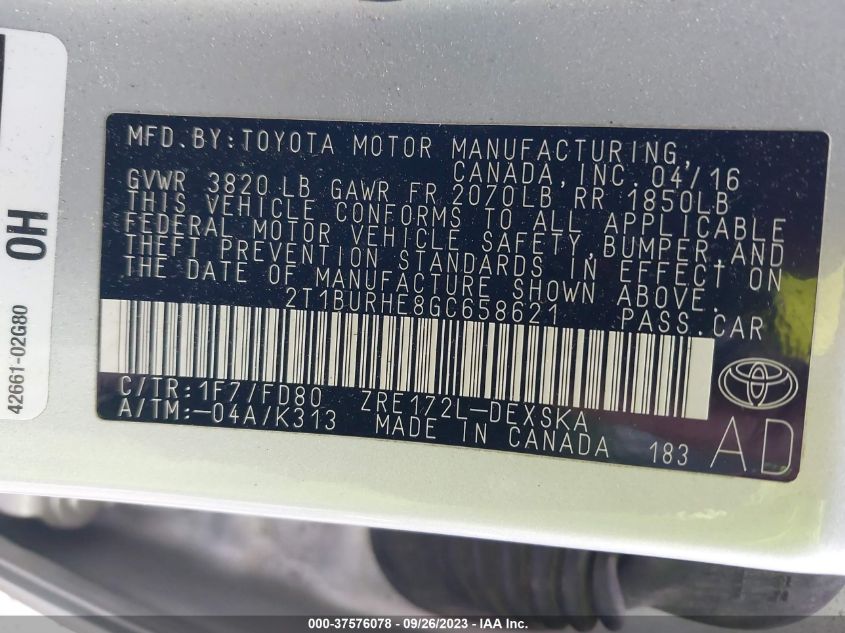 MFD.BY:TOYOTA MOTOR MANUFACTURING,
CANADA, INC. 04/16
GVWR 3820 LB GAWR FR 2070LB RR 1850LB
THIS VEHICLE CONFORMS TO ALL APPLICABLE
FEDERAL MOTOR VEHICLE SAFETY, BUMPER, AND
THEFT PREVENTION STANDARDS IN EFFECT ON
THE DATE OF MANUFACTURE SHOWN ABOVE.
2T1BURHE8GC658621 PASS.CAR
C/TR:1F7/FD80 ZRE172L-DEXSKA
A/TM:-04A/K313 MADE IN CANADA 183
AD
0H
42661-02G80
000-37576078 - 09/26/2023 - IAA Inc.